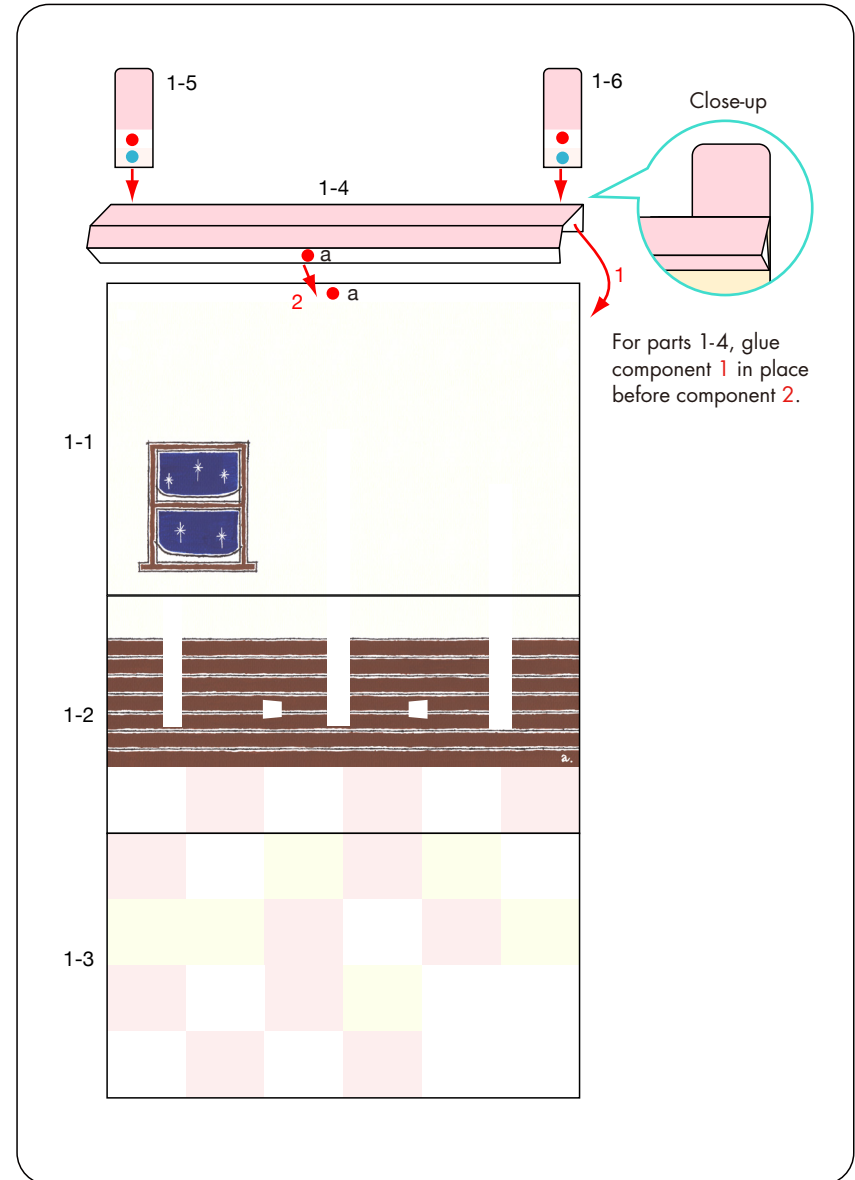 1-5
1-6
Close-up
1-4
a
1
2
a
For parts 1-4, glue
component 1 in place
before component 2.
1-1
1-2
a.
1-3